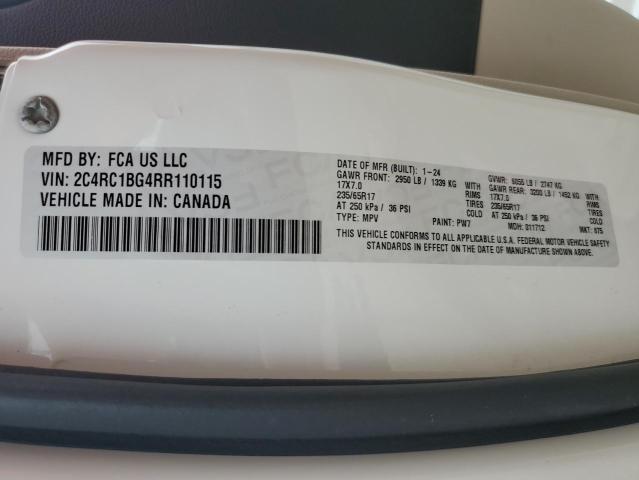 MFD BY: FCA US LLC
VIN: 2C4RC1BG4RR110115
VEHICLE MADE IN: CANADA
DATE OF MFR (BUILT): 1-24 GVWR: 6055 LB / 2747 KG
GAWR FRONT: 2950 LB / 1339 KG WITH GAWR REAR: 3200 LB / 1452 KG WITH
17X7.0 RIMS 17X7.0 RIMS
235/65R17 TIRES 235/65R17 TIRES
AT 250 kPa / 36 PSI COLD AT 250 kPa / 36 PSI COLD
TYPE: MPV PAINT: PW7 MDH: 011712 MKT: 875
THIS VEHICLE CONFORMS TO ALL APPLICABLE U.S.A. FEDERAL MOTOR VEHICLE SAFETY
STANDARDS IN EFFECT ON THE DATE OF MANUFACTURE SHOWN ABOVE.